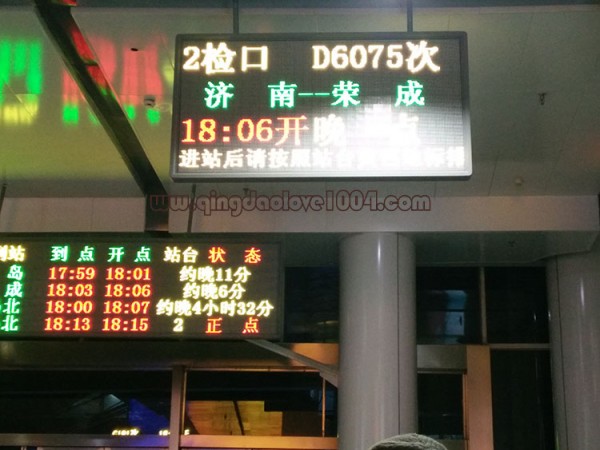 2检口 D6075次
济 南--荣 成
18:06开 晚 点
进站后请按照站台
www.qingdaolove1004.com
到站 到点 开点 站台 状态
岛 17:59 18:01 约晚11分
成 18:03 18:06 约晚6分
北 18:00 18:07 约晚4小时32分
北 18:13 18:15 2 正点